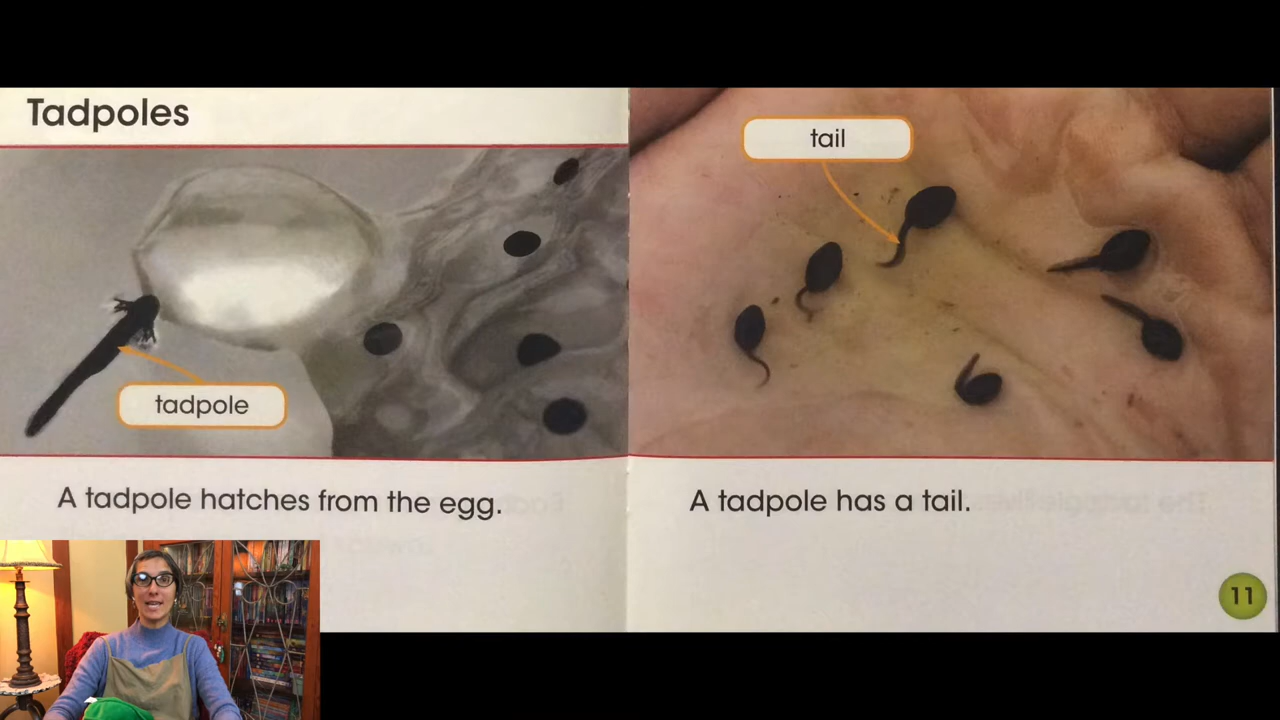 Tadpoles
tadpole
A tadpole hatches from the egg.
tail
A tadpole has a tail.
11